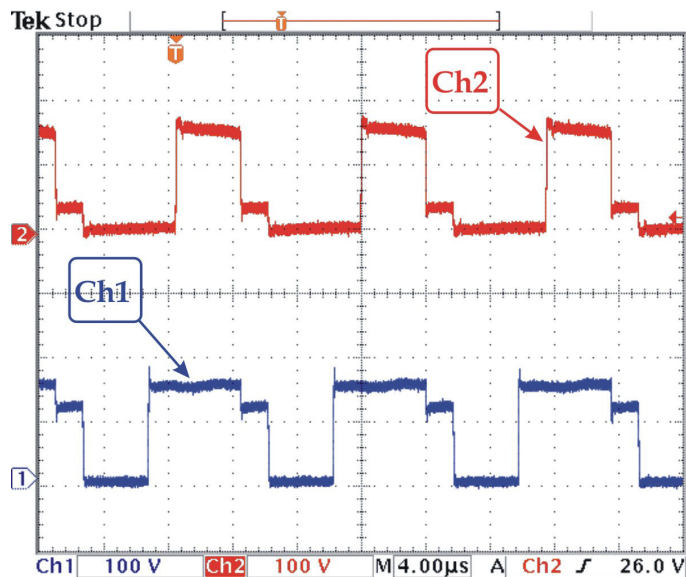 Tek Stop
T
T
Ch2
2
Ch1
1
Ch1 100 V Ch2 100 V M 4.00µs A Ch2 ʃ 26.0 V